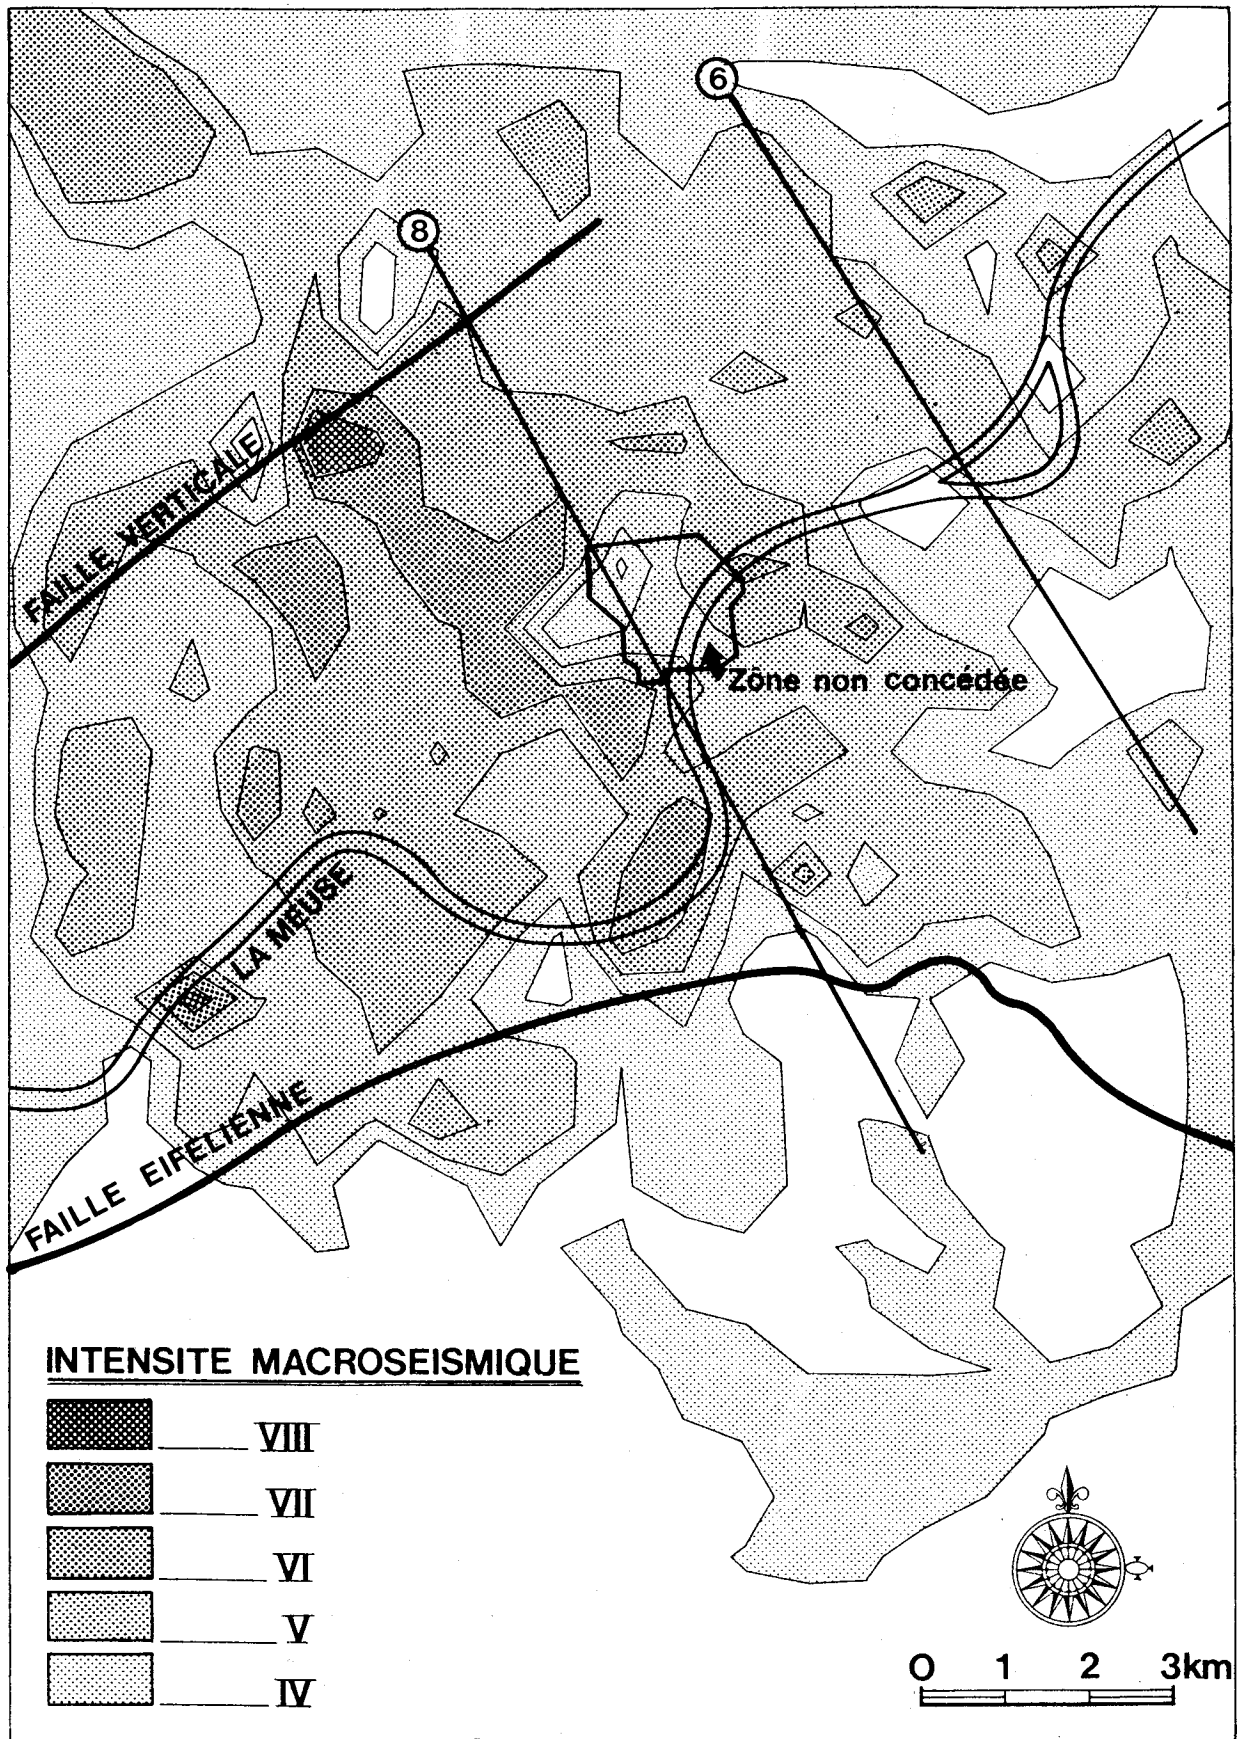 6
8
FAILLE VERTICALE
Zône non concédée
LA MEUSE
FAILLE EIFELIENNE
INTENSITE MACROSEISMIQUE
VIII
VII
VI
V
IV
0 1 2 3km